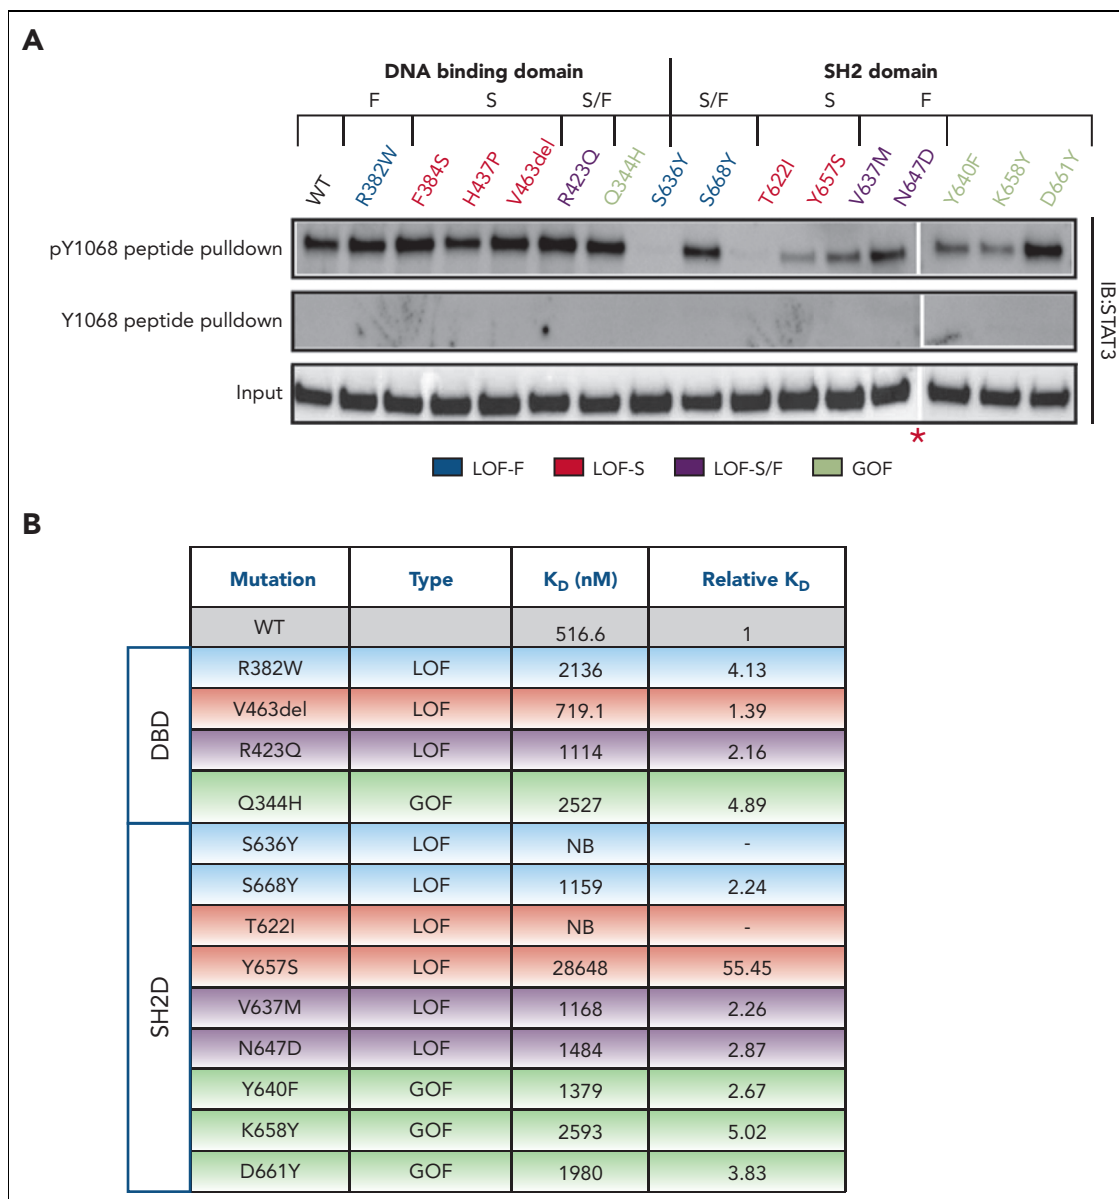 A
DNA binding domain SH2 domain
F S S/F S/F S F
WT R382W F384S H437P V463del R423Q Q344H S636Y S668Y T622I Y657S V637M N647D Y640F K658Y D661Y
pY1068 peptide pulldown
Y1068 peptide pulldown
Input
IB:STAT3
*
LOF-F LOF-S LOF-S/F GOF
B
Mutation Type KD (nM) Relative KD
WT 516.6 1
DBD
R382W LOF 2136 4.13
V463del LOF 719.1 1.39
R423Q LOF 1114 2.16
Q344H GOF 2527 4.89
SH2D
S636Y LOF NB -
S668Y LOF 1159 2.24
T622I LOF NB -
Y657S LOF 28648 55.45
V637M LOF 1168 2.26
N647D LOF 1484 2.87
Y640F GOF 1379 2.67
K658Y GOF 2593 5.02
D661Y GOF 1980 3.83